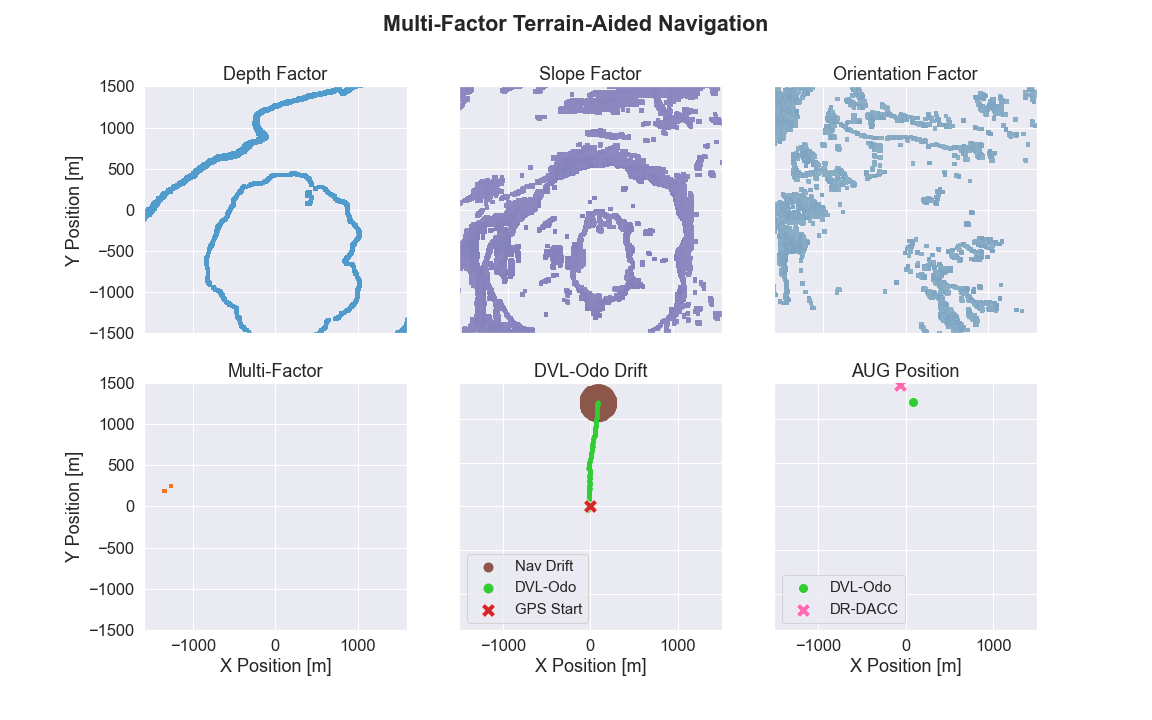 Multi-Factor Terrain-Aided Navigation
Depth Factor
Slope Factor
Orientation Factor
1500
1000
500
0
−500
−1000
−1500
Y Position [m]
Multi-Factor
DVL-Odo Drift
AUG Position
1500
1000
500
0
−500
−1000
−1500
Y Position [m]
Nav Drift
DVL-Odo
GPS Start
DVL-Odo
DR-DACC
−1000 0 1000
−1000 0 1000
−1000 0 1000
X Position [m]
X Position [m]
X Position [m]